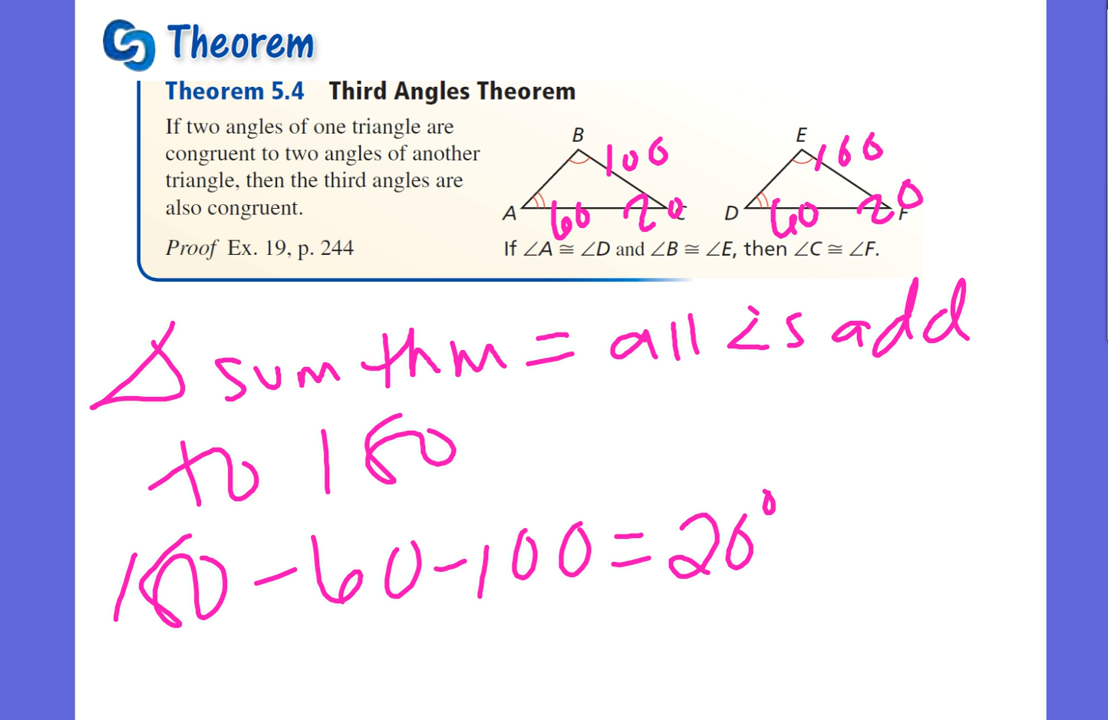 Theorem
Theorem 5.4 Third Angles Theorem
If two angles of one triangle are
congruent to two angles of another
triangle, then the third angles are
also congruent.
Proof Ex. 19, p. 244
B
100
A
60
20
E
100
D
60
20
F
If ∠A ≅ ∠D and ∠B ≅ ∠E, then ∠C ≅ ∠F.
△ sum thm = all ∠s add
to 180
180 - 60 - 100 = 20°